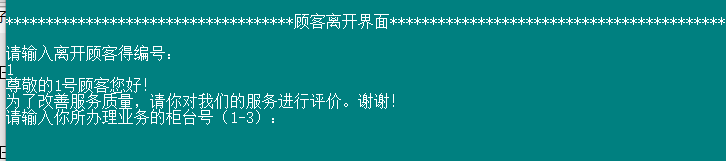 ************************************顾客离开界面******************************************
请输入离开顾客得编号:
1
尊敬的1号顾客您好!
为了改善服务质量，请你对我们的服务进行评价。谢谢!
请输入你所办理业务的柜台号（1-3）: